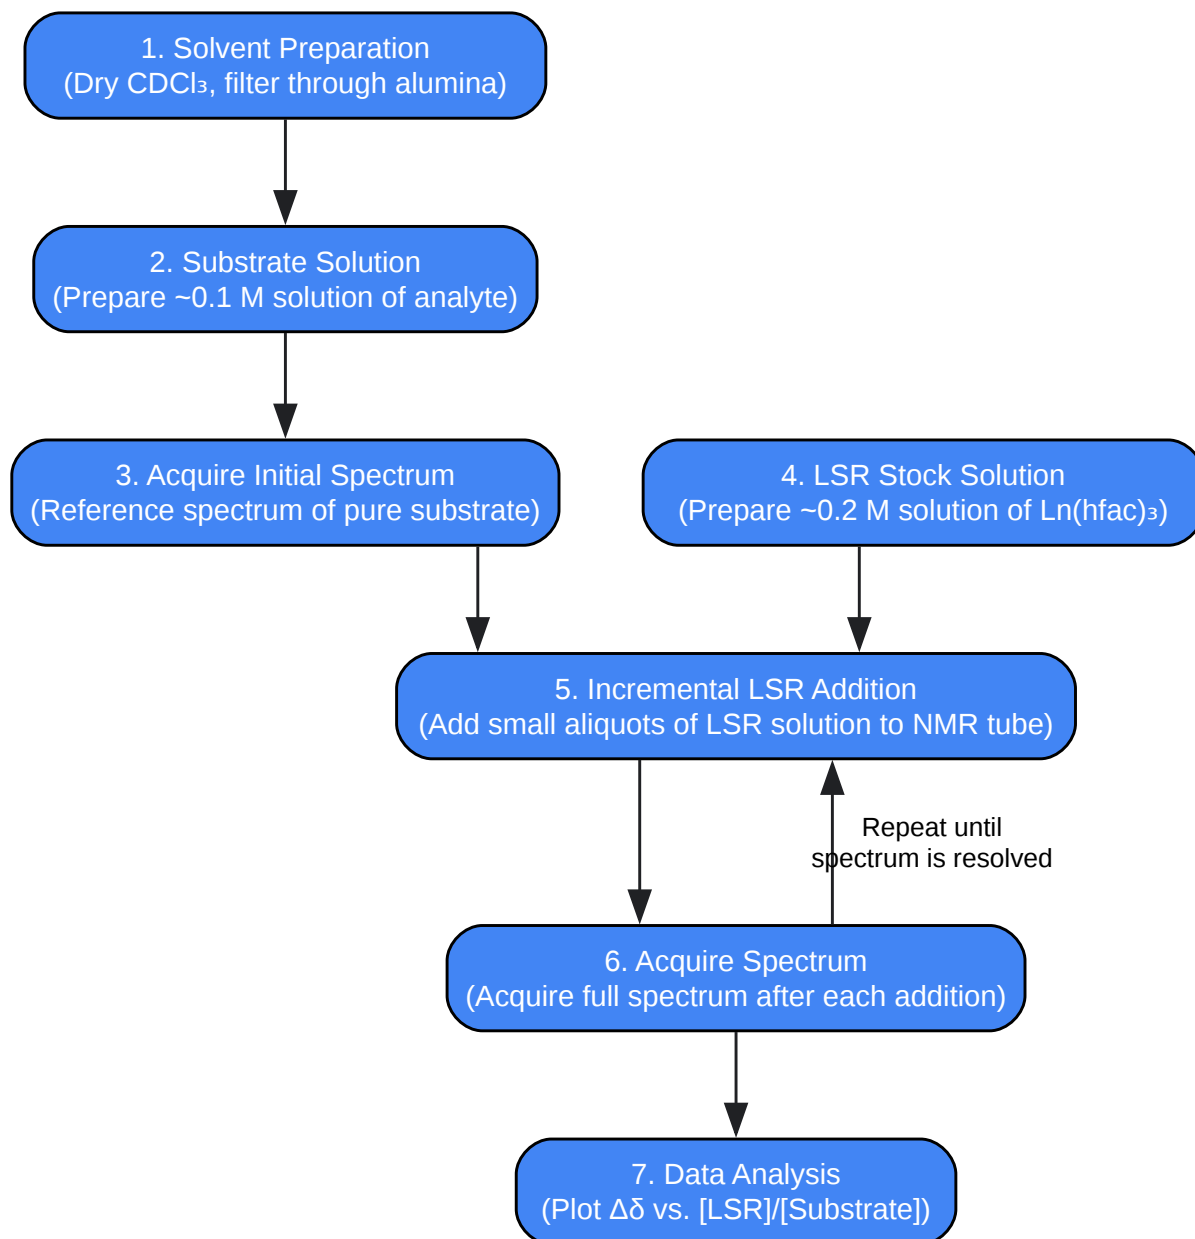 1. Solvent Preparation
(Dry CDCl₃, filter through alumina)
2. Substrate Solution
(Prepare ~0.1 M solution of analyte)
3. Acquire Initial Spectrum
(Reference spectrum of pure substrate)
4. LSR Stock Solution
(Prepare ~0.2 M solution of Ln(hfac)₃)
5. Incremental LSR Addition
(Add small aliquots of LSR solution to NMR tube)
Repeat until
spectrum is resolved
6. Acquire Spectrum
(Acquire full spectrum after each addition)
7. Data Analysis
(Plot Δδ vs. [LSR]/[Substrate])